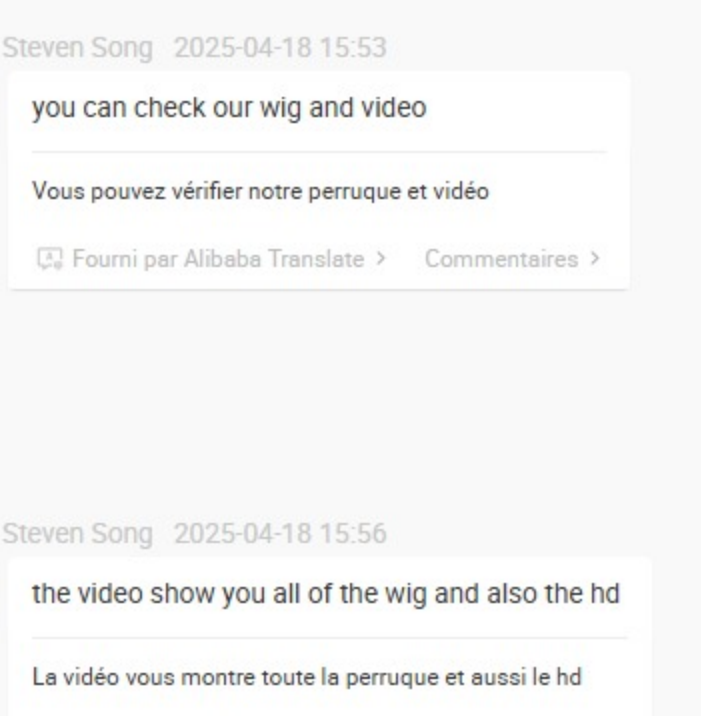 Steven Song 2025-04-18 15:53
you can check our wig and video
Vous pouvez vérifier notre perruque et vidéo
Fourni par Alibaba Translate > Commentaires >
Steven Song 2025-04-18 15:56
the video show you all of the wig and also the hd
La vidéo vous montre toute la perruque et aussi le hd